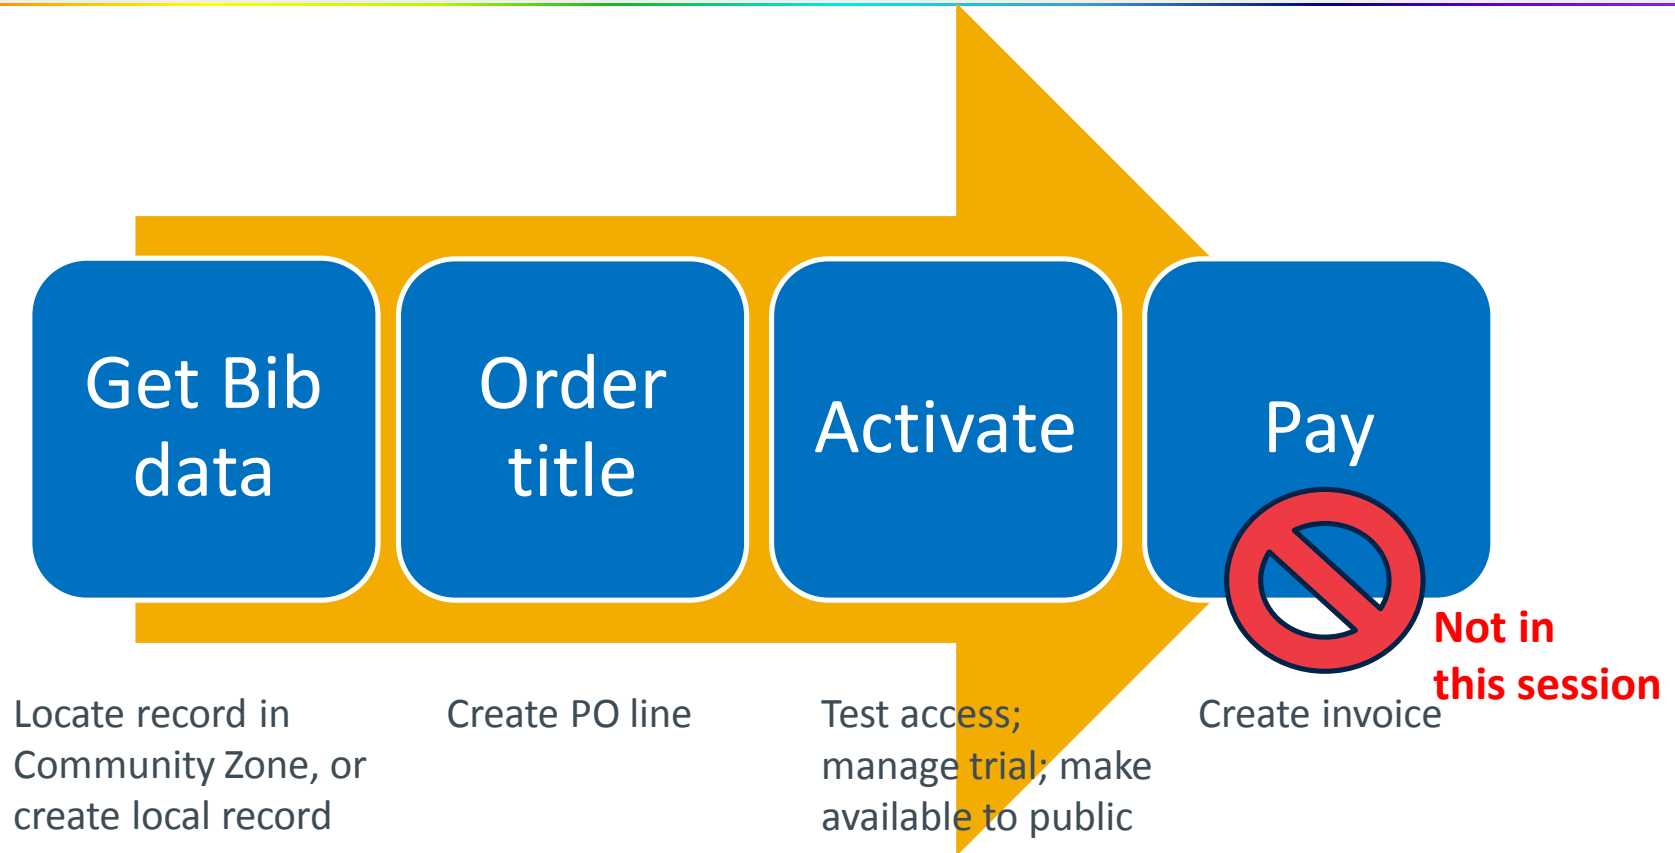 Get Bib
data
Order
title
Activate
Pay
Not in
this session
Locate record in
Community Zone, or
create local record
Create PO line
Test access;
manage trial; make
available to public
Create invoice